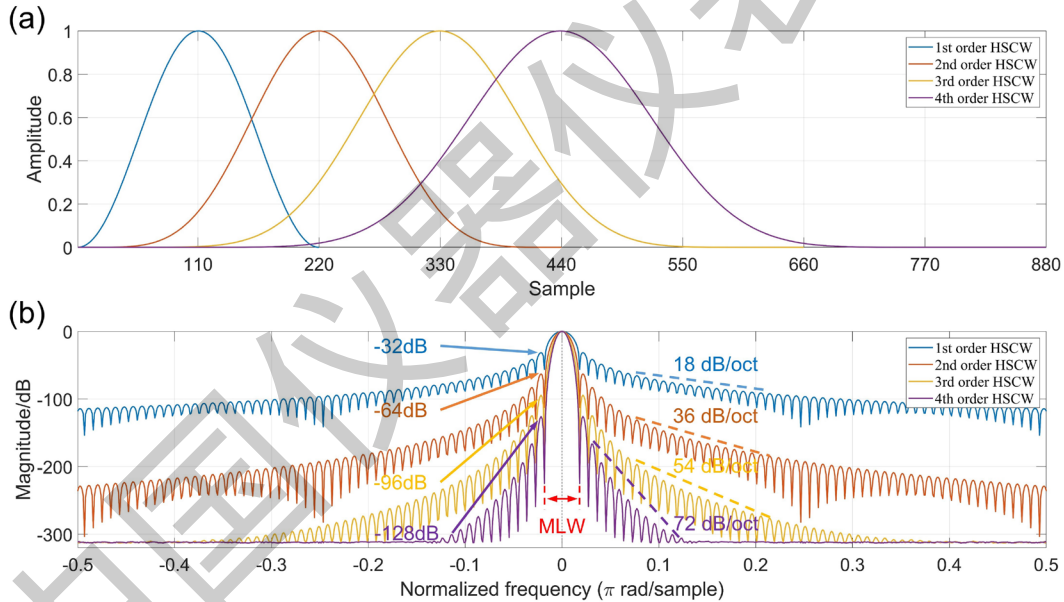 (a)
1
0.8
0.6
0.4
0.2
0
Amplitude
1st order HSCW
2nd order HSCW
3rd order HSCW
4th order HSCW
110 220 330 440 550 660 770 880
Sample
(b)
0
-100
-200
-300
Magnitude/dB
-32dB
-64dB
-96dB
-128dB
18 dB/oct
36 dB/oct
54 dB/oct
72 dB/oct
MLW
1st order HSCW
2nd order HSCW
3rd order HSCW
4th order HSCW
-0.5 -0.4 -0.3 -0.2 -0.1 0 0.1 0.2 0.3 0.4 0.5
Normalized frequency (π rad/sample)
国仪器仪